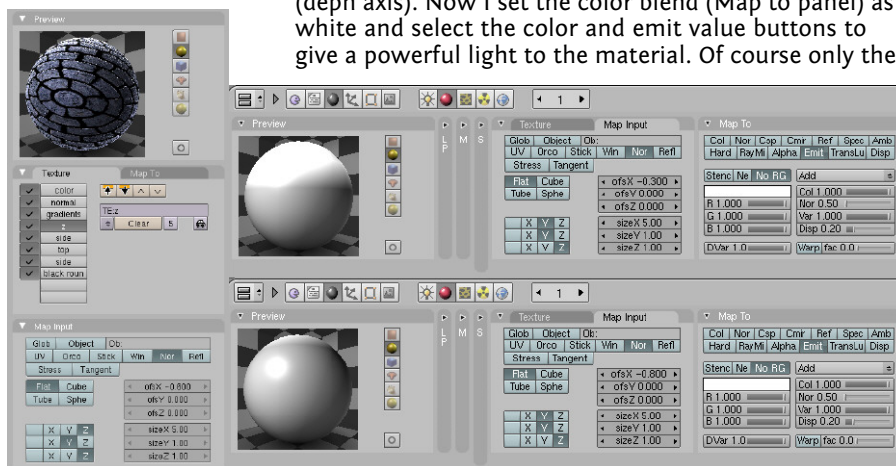 (deph axis). Now I set the color blend (Map to panel) as
white and select the color and emit value buttons to
give a powerful light to the material. Of course only the
Preview
Texture Map To
color
normal
gradients
z
side
top
side
black roun
TE:z
Clear 5
Map Input
Glob Object Ob:
UV Orco Stick Win Nor Refl
Stress Tangent
Flat Cube
Tube Sphe
ofsX -0.800
ofsY 0.000
ofsZ 0.000
X Y Z
X Y Z
X Y Z
sizeX 5.00
sizeY 1.00
sizeZ 1.00
1
Preview
L P
M
S
Texture Map Input
Glob Object Ob:
UV Orco Stick Win Nor Refl
Stress Tangent
Flat Cube
Tube Sphe
ofsX -0.300
ofsY 0.000
ofsZ 0.000
X Y Z
X Y Z
X Y Z
sizeX 5.00
sizeY 1.00
sizeZ 1.00
Map To
Col Nor Csp Cmir Ref Spec Amb
Hard RayMi Alpha Emit TransLu Disp
Stenc Ne No RG Add
R 1.000
G 1.000
B 1.000
Col 1.000
Nor 0.50
Var 1.000
Disp 0.20
DVar 1.0 Warp fac 0.0
1
Preview
L P
M
S
Texture Map Input
Glob Object Ob:
UV Orco Stick Win Nor Refl
Stress Tangent
Flat Cube
Tube Sphe
ofsX -0.800
ofsY 0.000
ofsZ 0.000
X Y Z
X Y Z
X Y Z
sizeX 5.00
sizeY 1.00
sizeZ 1.00
Map To
Col Nor Csp Cmir Ref Spec Amb
Hard RayMi Alpha Emit TransLu Disp
Stenc Ne No RG Add
R 1.000
G 1.000
B 1.000
Col 1.000
Nor 0.50
Var 1.000
Disp 0.20
DVar 1.0 Warp fac 0.0